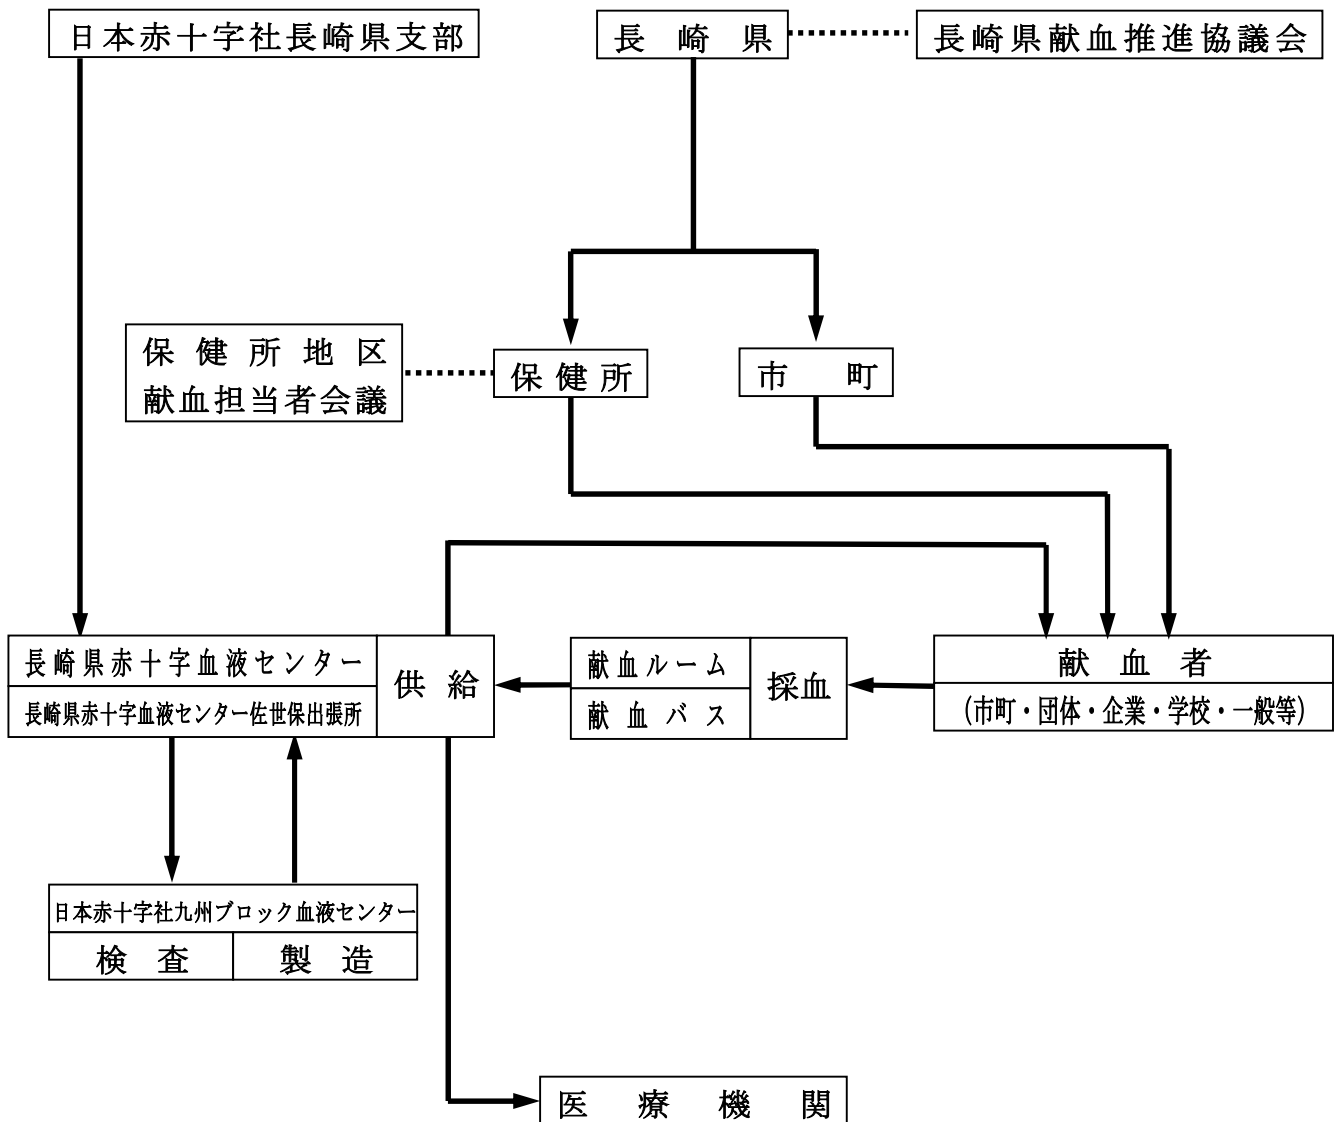 日本赤十字社長崎県支部
長崎県
長崎県献血推進協議会
保健所地区
献血担当者会議
保健所
市町
長崎県赤十字血液センター
長崎県赤十字血液センター佐世保出張所
供給
献血ルーム
献血バス
採血
献血者
(市町・団体・企業・学校・一般等)
日本赤十字社九州ブロック血液センター
検査
製造
医療機関